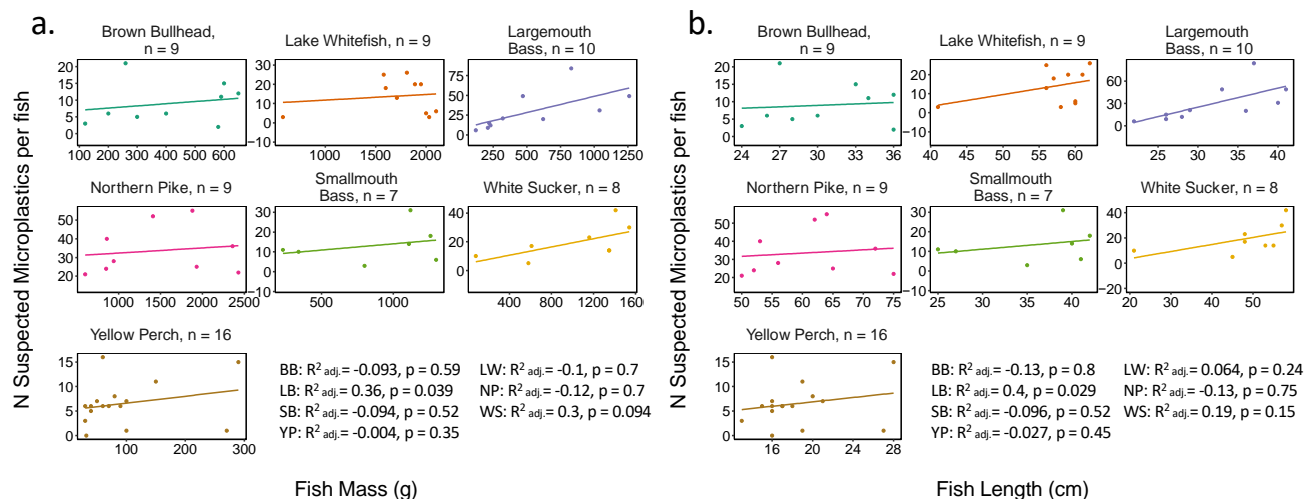 a.
N Suspected Microplastics per fish
Brown Bullhead,
n = 9
20
15
10
5
0
100 200 300 400 500 600
Lake Whitefish, n = 9
30
20
10
0
−10
1000 1500 2000
Largemouth
Bass, n = 10
75
50
25
0
250 500 750 1000 1250
Northern Pike, n = 9
50
40
30
20
1000 1500 2000
Smallmouth
Bass, n = 7
30
20
10
0
−10
500 1000
White Sucker, n = 8
40
20
0
500 1000 1500
Yellow Perch, n = 16
15
10
5
0
100 200 300
BB: R² adj.= -0.093, p = 0.59
LB: R² adj.= 0.36, p = 0.039
SB: R² adj.= -0.094, p = 0.52
YP: R² adj.= -0.004, p = 0.35
LW: R² adj.= -0.1, p = 0.7
NP: R² adj.= -0.12, p = 0.7
WS: R² adj.= 0.3, p = 0.094
Fish Mass (g)
b.
N Suspected Microplastics per fish
Brown Bullhead,
n = 9
20
15
10
5
0
24 27 30 33 36
Lake Whitefish, n = 9
20
10
0
−10
40 45 50 55 60
Largemouth
Bass, n = 10
60
30
0
25 30 35 40
Northern Pike, n = 9
50
40
30
20
50 55 60 65 70 75
Smallmouth
Bass, n = 7
30
20
10
0
−10
25 30 35 40
White Sucker, n = 8
40
20
0
−20
20 30 40 50
Yellow Perch, n = 16
15
10
5
0
16 20 24 28
BB: R² adj.= -0.13, p = 0.8
LB: R² adj.= 0.4, p = 0.029
SB: R² adj.= -0.096, p = 0.52
YP: R² adj.= -0.027, p = 0.45
LW: R² adj.= 0.064, p = 0.24
NP: R² adj.= -0.13, p = 0.75
WS: R² adj.= 0.19, p = 0.15
Fish Length (cm)